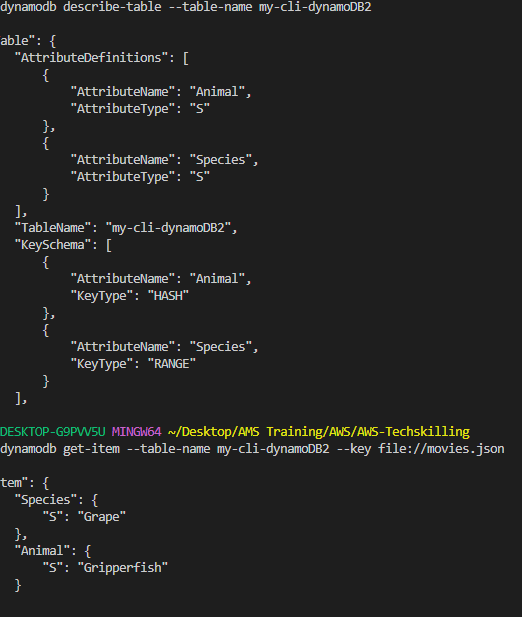 dynamodb describe-table --table-name my-cli-dynamoDB2
able": {
"AttributeDefinitions": [
{
"AttributeName": "Animal",
"AttributeType": "S"
},
{
"AttributeName": "Species",
"AttributeType": "S"
}
],
"TableName": "my-cli-dynamoDB2",
"KeySchema": [
{
"AttributeName": "Animal",
"KeyType": "HASH"
},
{
"AttributeName": "Species",
"KeyType": "RANGE"
}
],
DESKTOP-G9PVV5U MINGW64 ~/Desktop/AMS Training/AWS/AWS-Techskilling
dynamodb get-item --table-name my-cli-dynamoDB2 --key file://movies.json
tem": {
"Species": {
"S": "Grape"
},
"Animal": {
"S": "Gripperfish"
}